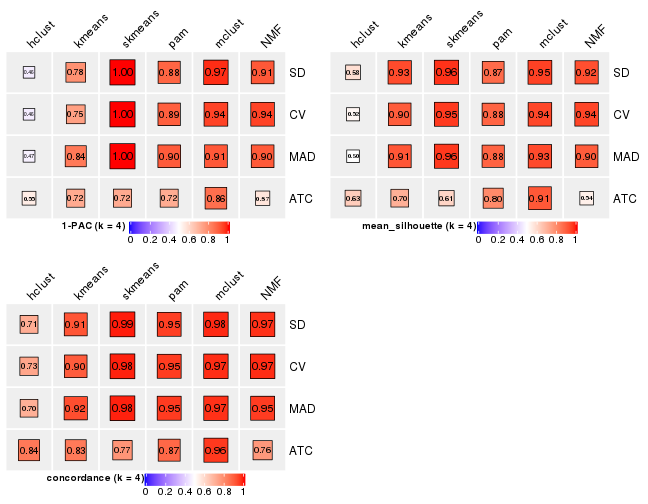 hclust kmeans skmeans pam mclust NMF
0.46 0.78 1.00 0.88 0.97 0.91 SD
0.46 0.75 1.00 0.89 0.94 0.94 CV
0.47 0.84 1.00 0.90 0.91 0.90 MAD
0.55 0.72 0.72 0.72 0.86 0.57 ATC
1-PAC (k = 4)
0 0.2 0.4 0.6 0.8 1
hclust kmeans skmeans pam mclust NMF
0.58 0.93 0.96 0.87 0.95 0.92 SD
0.52 0.90 0.95 0.88 0.94 0.94 CV
0.50 0.91 0.96 0.88 0.93 0.90 MAD
0.63 0.70 0.61 0.80 0.91 0.54 ATC
mean_silhouette (k = 4)
0 0.2 0.4 0.6 0.8 1
hclust kmeans skmeans pam mclust NMF
0.71 0.91 0.99 0.95 0.98 0.97 SD
0.73 0.90 0.98 0.95 0.97 0.97 CV
0.70 0.92 0.98 0.95 0.97 0.95 MAD
0.84 0.83 0.77 0.87 0.96 0.76 ATC
concordance (k = 4)
0 0.2 0.4 0.6 0.8 1